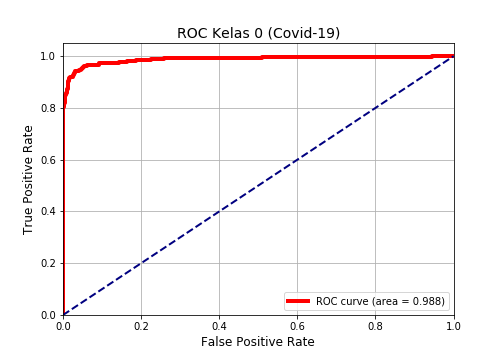 ROC Kelas 0 (Covid-19)
1.0
0.8
0.6
0.4
0.2
0.0
True Positive Rate
ROC curve (area = 0.988)
0.0 0.2 0.4 0.6 0.8 1.0
False Positive Rate